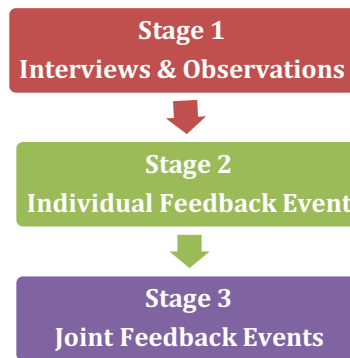 Stage 1
Interviews & Observations
Stage 2
Individual Feedback Event
Stage 3
Joint Feedback Events